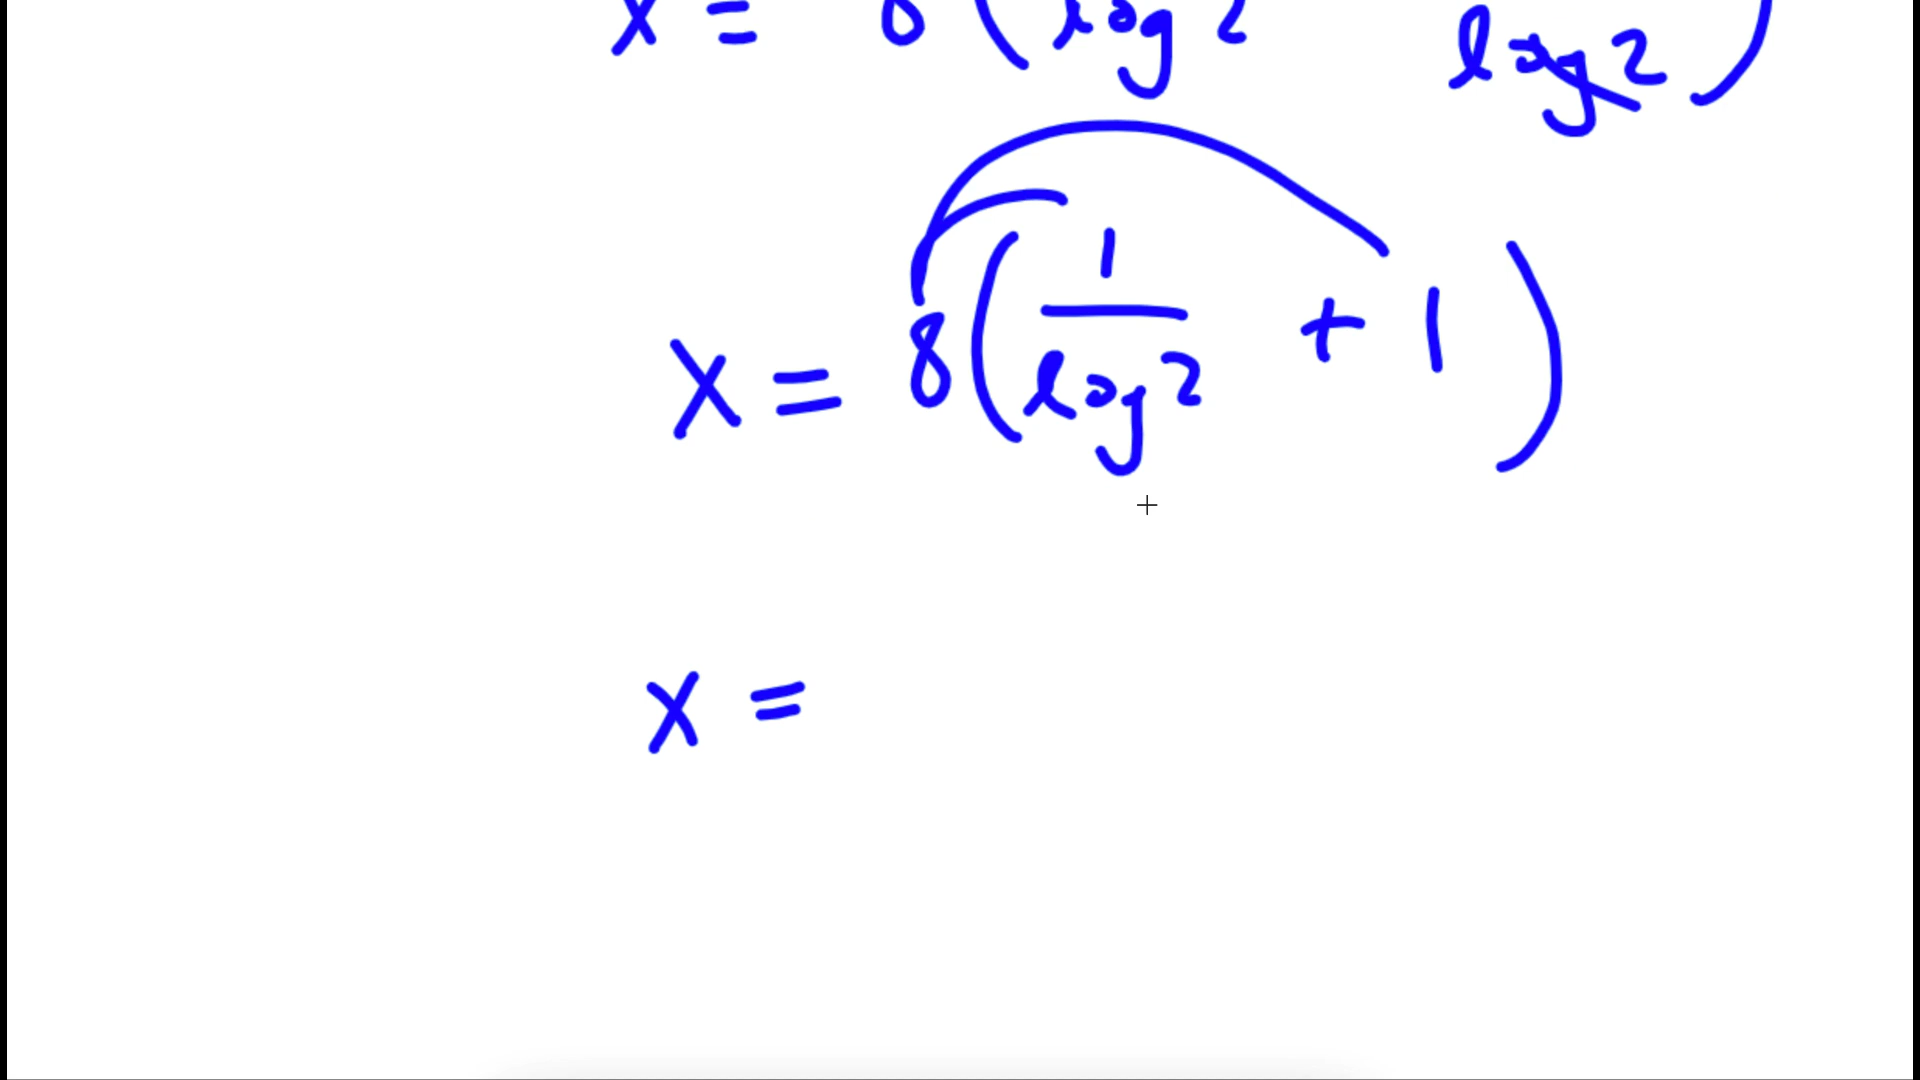 x = 8 ( log 2 log 2 )
x = 8 ( 1/log 2 + 1 )
x =